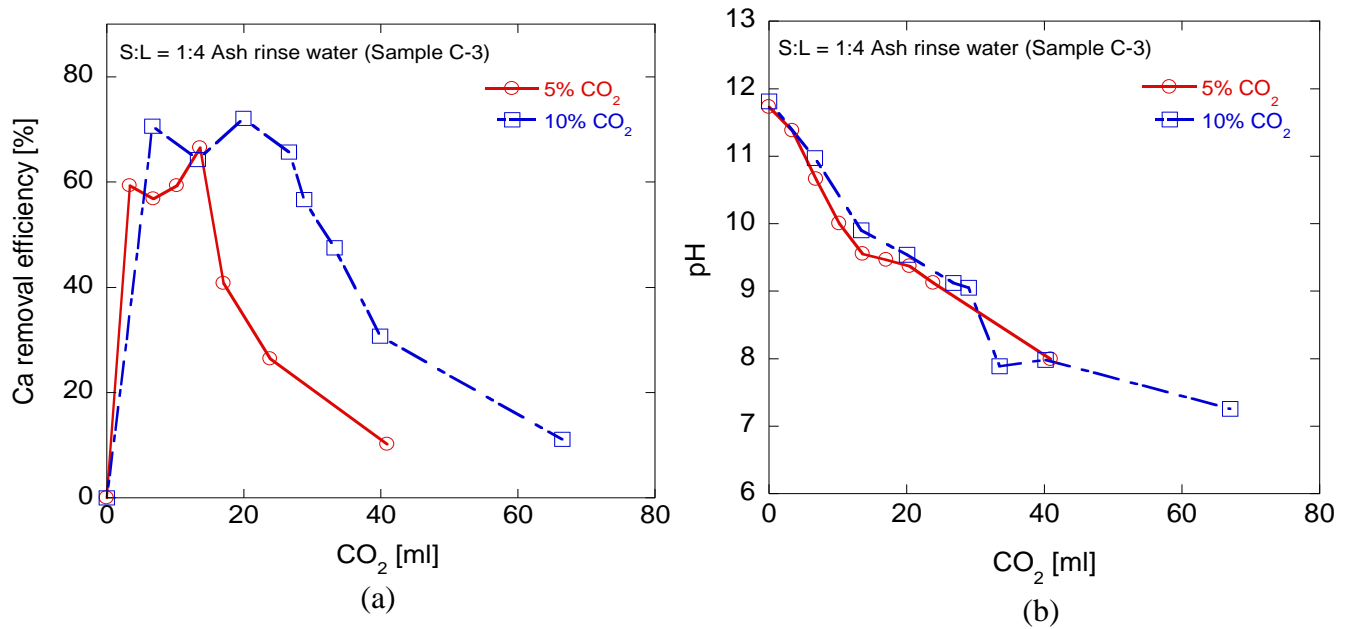 S:L = 1:4 Ash rinse water (Sample C-3)
5% CO₂
10% CO₂
Ca removal efficiency [%]
80
60
40
20
0
0 20 40 60 80
CO₂ [ml]
(a)
S:L = 1:4 Ash rinse water (Sample C-3)
5% CO₂
10% CO₂
pH
13
12
11
10
9
8
7
6
0 20 40 60 80
CO₂ [ml]
(b)